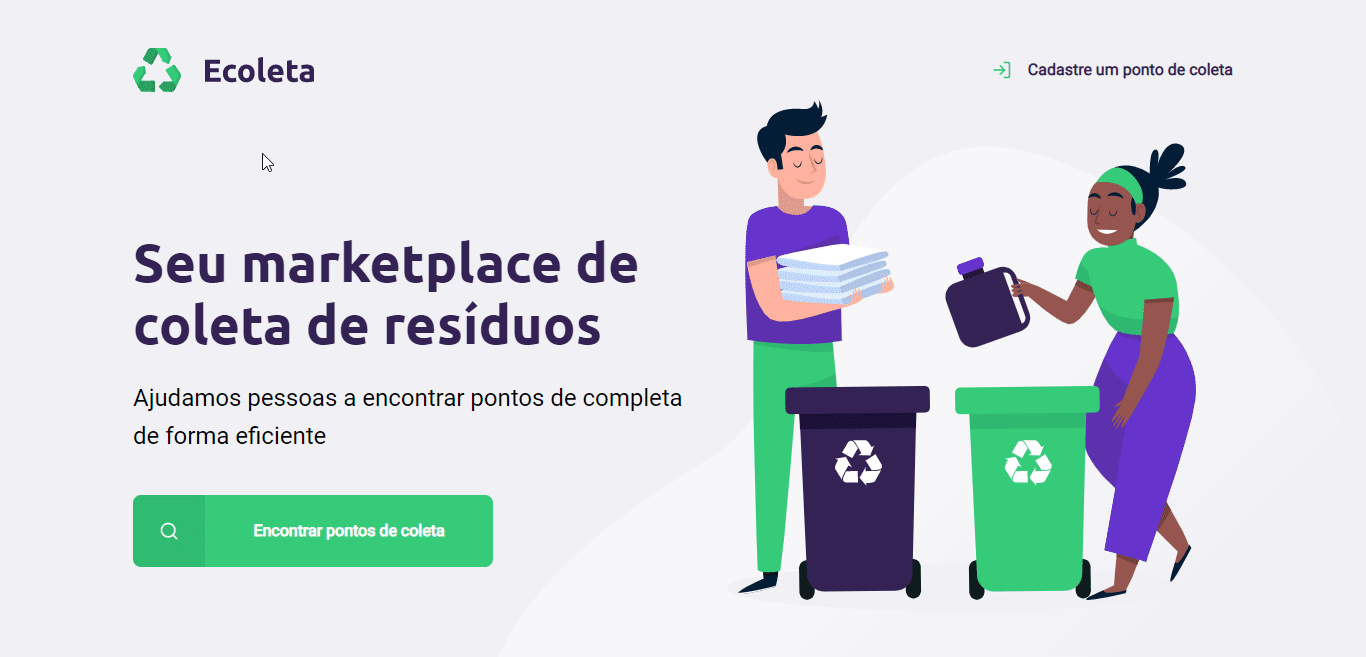 Ecoleta
Cadastre um ponto de coleta
Seu marketplace de
coleta de resíduos
Ajudamos pessoas a encontrar pontos de completa
de forma eficiente
Encontrar pontos de coleta